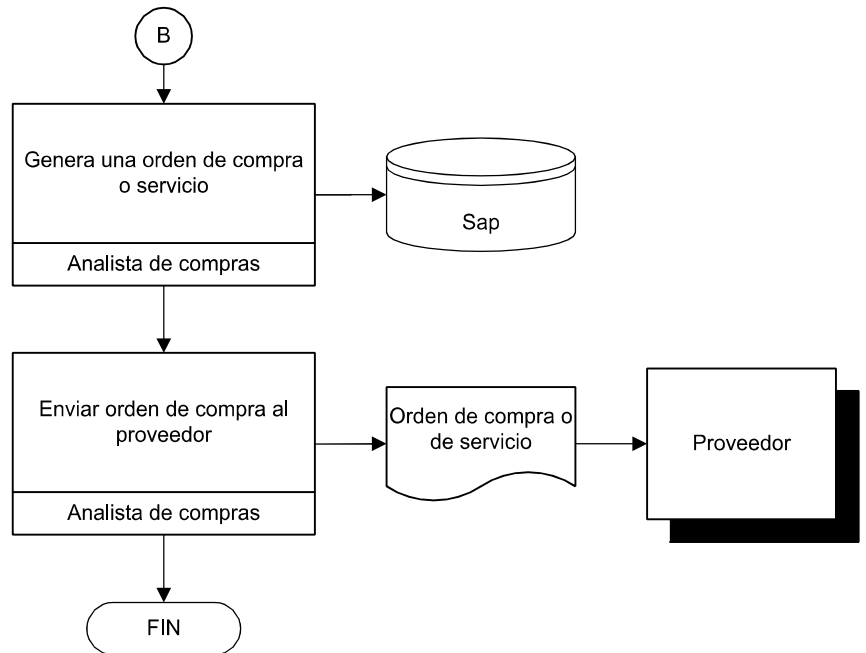 B
Genera una orden de compra
o servicio
Sap
Analista de compras
Enviar orden de compra al
proveedor
Orden de compra o
de servicio
Proveedor
Analista de compras
FIN